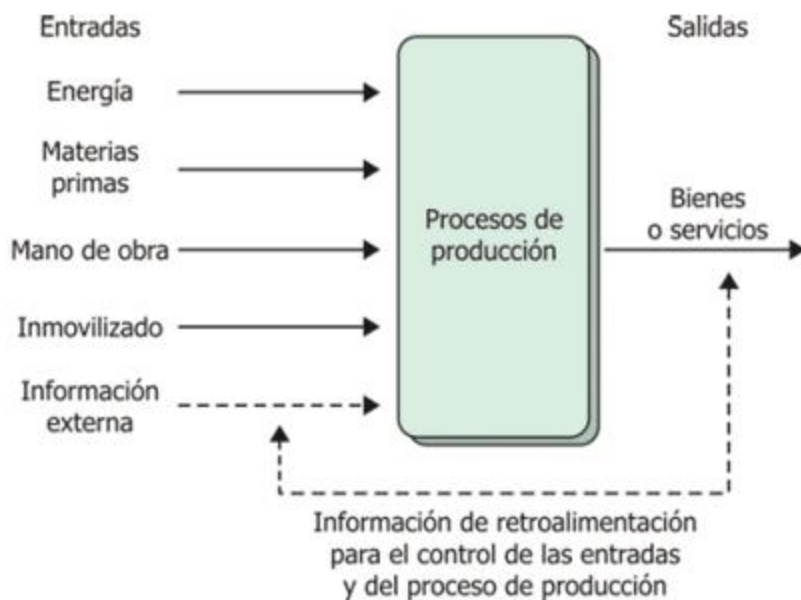 Entradas
Salidas
Energía
Materias
primas
Mano de obra
Inmovilizado
Información
externa
Procesos de
producción
Bienes
o servicios
Información de retroalimentación
para el control de las entradas
y del proceso de producción